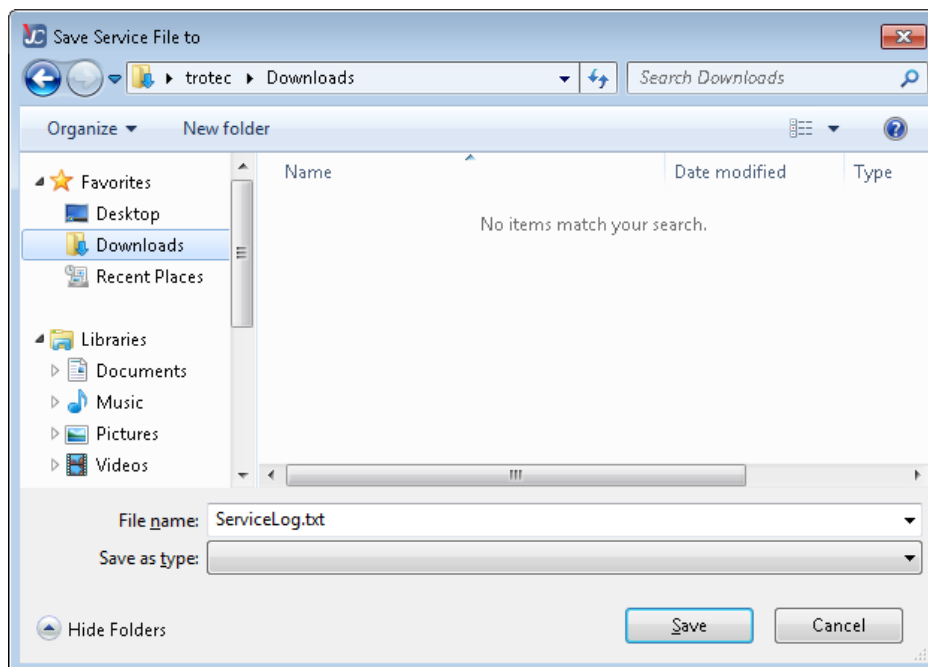 Save Service File to
trotec Downloads
Search Downloads
Organize New folder
Name Date modified Type
No items match your search.
Favorites
Desktop
Downloads
Recent Places
Libraries
Documents
Music
Pictures
Videos
File name: ServiceLog.txt
Save as type:
Hide Folders Save Cancel